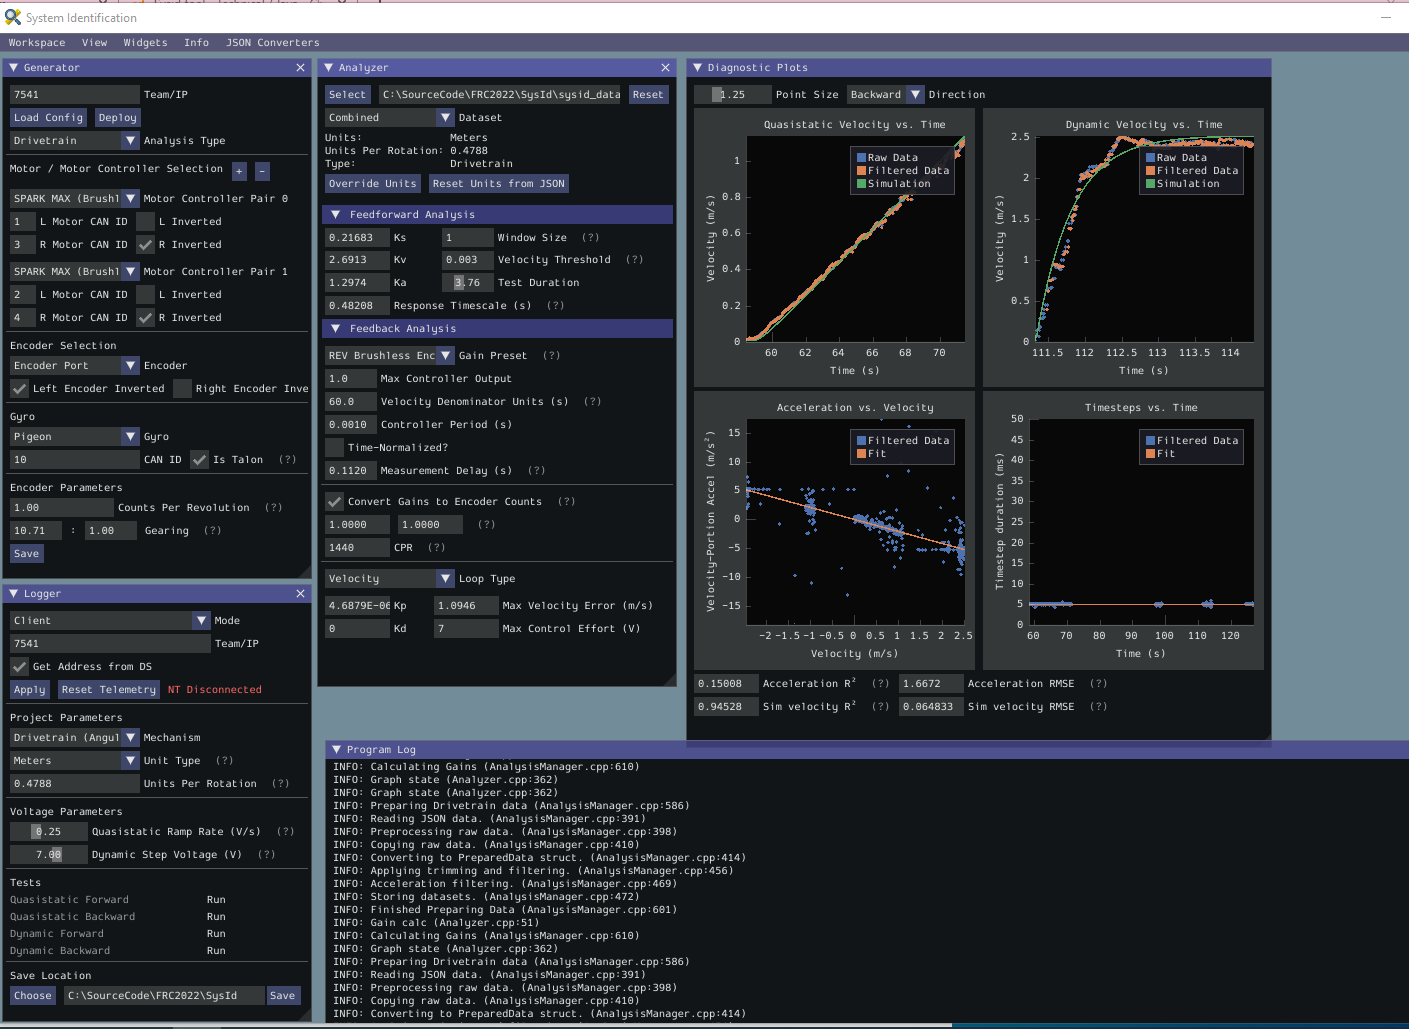 System Identification
Workspace View Widgets Info JSON Converters
Generator
7541 Team/IP
Load Config Deploy
Drivetrain Analysis Type
Motor / Motor Controller Selection + -
SPARK MAX (Brushl Motor Controller Pair 0
1 L Motor CAN ID L Inverted
3 R Motor CAN ID R Inverted
SPARK MAX (Brushl Motor Controller Pair 1
2 L Motor CAN ID L Inverted
4 R Motor CAN ID R Inverted
Encoder Selection
Encoder Port Encoder
Left Encoder Inverted Right Encoder Inve
Gyro
Pigeon Gyro
10 CAN ID Is Talon (?)
Encoder Parameters
1.00 Counts Per Revolution (?)
10.71 : 1.00 Gearing (?)
Save
Logger
Client Mode
7541 Team/IP
Get Address from DS
Apply Reset Telemetry NT Disconnected
Project Parameters
Drivetrain (Angul Mechanism
Meters Unit Type (?)
0.4788 Units Per Rotation (?)
Voltage Parameters
0.25 Quasistatic Ramp Rate (V/s) (?)
7.00 Dynamic Step Voltage (V) (?)
Tests
Quasistatic Forward Run
Quasistatic Backward Run
Dynamic Forward Run
Dynamic Backward Run
Save Location
Choose C:\SourceCode\FRC2022\SysId Save
Analyzer
Select C:\SourceCode\FRC2022\SysId\sysid_data Reset
Combined Dataset
Units: Meters
Units Per Rotation: 0.4788
Type: Drivetrain
Override Units Reset Units from JSON
Feedforward Analysis
0.21683 Ks 1 Window Size (?)
2.6913 Kv 0.003 Velocity Threshold (?)
1.2974 Ka 3.76 Test Duration
0.48208 Response Timescale (s) (?)
Feedback Analysis
REV Brushless Enc Gain Preset (?)
1.0 Max Controller Output
60.0 Velocity Denominator Units (s) (?)
0.0010 Controller Period (s)
Time-Normalized?
0.1120 Measurement Delay (s) (?)
Convert Gains to Encoder Counts (?)
1.0000 1.0000 (?)
1440 CPR (?)
Velocity Loop Type
4.6879E-06 Kp 1.0946 Max Velocity Error (m/s)
0 Kd 7 Max Control Effort (V)
Diagnostic Plots
1.25 Point Size Backward Direction
Quasistatic Velocity vs. Time
Raw Data
Filtered Data
Simulation
Velocity (m/s)
1
0.8
0.6
0.4
0.2
0
60 62 64 66 68 70
Time (s)
Dynamic Velocity vs. Time
Raw Data
Filtered Data
Simulation
Velocity (m/s)
2.5
2
1.5
1
0.5
0
111.5 112 112.5 113 113.5 114
Time (s)
Acceleration vs. Velocity
Filtered Data
Fit
Velocity-Portion Accel (m/s²)
15
10
5
0
-5
-10
-15
-2 -1.5 -1 -0.5 0 0.5 1 1.5 2 2.5
Velocity (m/s)
Timesteps vs. Time
Filtered Data
Fit
Timestep duration (ms)
50
45
40
35
30
25
20
15
10
5
0
60 70 80 90 100 110 120
Time (s)
0.15008 Acceleration R² (?) 1.6672 Acceleration RMSE (?)
0.94528 Sim velocity R² (?) 0.064833 Sim velocity RMSE (?)
Program Log
INFO: Calculating Gains (AnalysisManager.cpp:610)
INFO: Graph state (Analyzer.cpp:362)
INFO: Graph state (Analyzer.cpp:362)
INFO: Preparing Drivetrain data (AnalysisManager.cpp:586)
INFO: Reading JSON data. (AnalysisManager.cpp:391)
INFO: Preprocessing raw data. (AnalysisManager.cpp:398)
INFO: Copying raw data. (AnalysisManager.cpp:410)
INFO: Converting to PreparedData struct. (AnalysisManager.cpp:414)
INFO: Applying trimming and filtering. (AnalysisManager.cpp:456)
INFO: Acceleration filtering. (AnalysisManager.cpp:469)
INFO: Storing datasets. (AnalysisManager.cpp:472)
INFO: Finished Preparing Data (AnalysisManager.cpp:601)
INFO: Gain calc (Analyzer.cpp:51)
INFO: Calculating Gains (AnalysisManager.cpp:610)
INFO: Graph state (Analyzer.cpp:362)
INFO: Preparing Drivetrain data (AnalysisManager.cpp:586)
INFO: Reading JSON data. (AnalysisManager.cpp:391)
INFO: Preprocessing raw data. (AnalysisManager.cpp:398)
INFO: Copying raw data. (AnalysisManager.cpp:410)
INFO: Converting to PreparedData struct. (AnalysisManager.cpp:414)